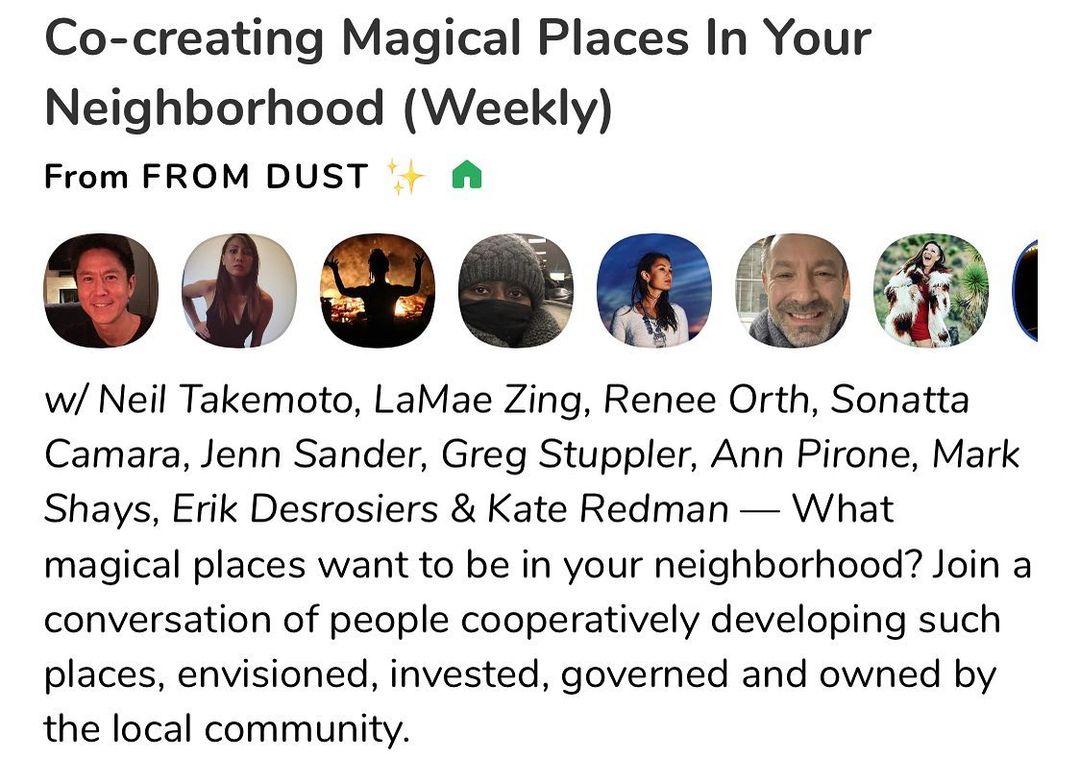 Co-creating Magical Places In Your
Neighborhood (Weekly)
From FROM DUST ✨
w/ Neil Takemoto, LaMae Zing, Renee Orth, Sonatta
Camara, Jenn Sander, Greg Stuppler, Ann Pirone, Mark
Shays, Erik Desrosiers & Kate Redman — What
magical places want to be in your neighborhood? Join a
conversation of people cooperatively developing such
places, envisioned, invested, governed and owned by
the local community.